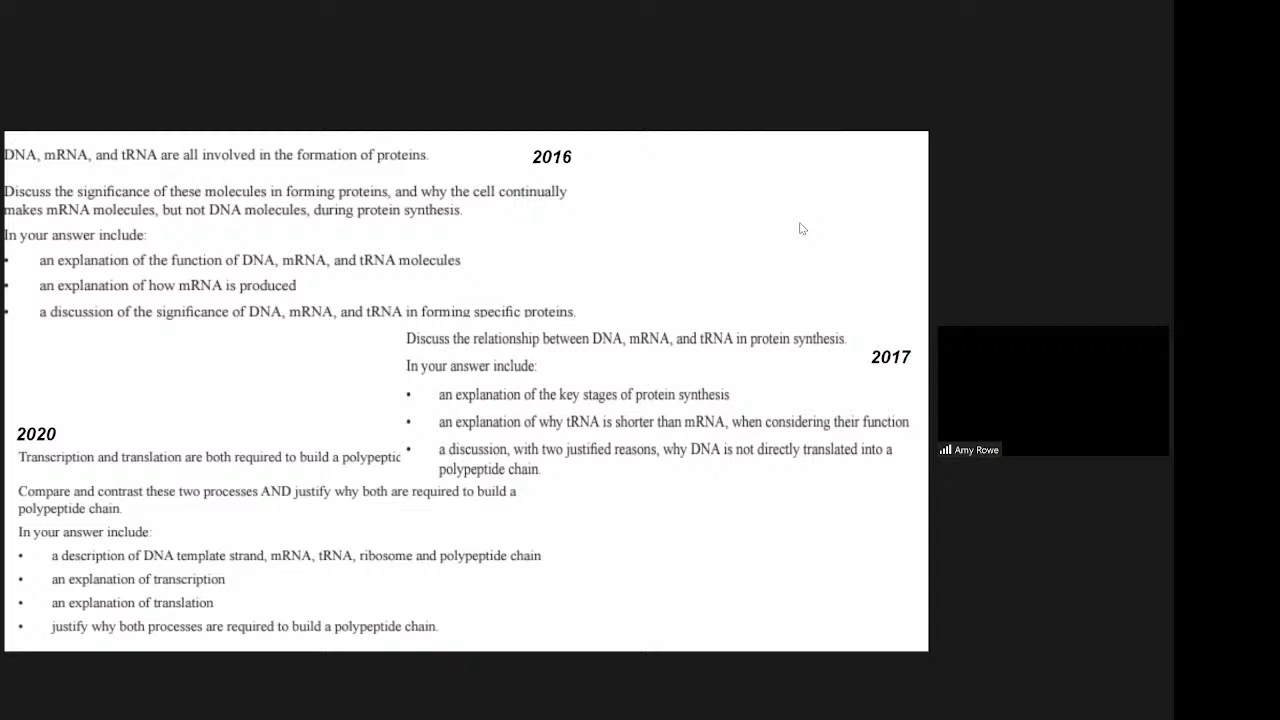 DNA, mRNA, and tRNA are all involved in the formation of proteins.
2016
Discuss the significance of these molecules in forming proteins, and why the cell continually
makes mRNA molecules, but not DNA molecules, during protein synthesis.
In your answer include:
• an explanation of the function of DNA, mRNA, and tRNA molecules
• an explanation of how mRNA is produced
• a discussion of the significance of DNA, mRNA, and tRNA in forming specific proteins.
Discuss the relationship between DNA, mRNA, and tRNA in protein synthesis.
2017
In your answer include:
• an explanation of the key stages of protein synthesis
• an explanation of why tRNA is shorter than mRNA, when considering their function
• a discussion, with two justified reasons, why DNA is not directly translated into a
polypeptide chain.
2020
Transcription and translation are both required to build a polypeptic
Compare and contrast these two processes AND justify why both are required to build a
polypeptide chain.
In your answer include:
• a description of DNA template strand, mRNA, tRNA, ribosome and polypeptide chain
• an explanation of transcription
• an explanation of translation
• justify why both processes are required to build a polypeptide chain.
Amy Rowe